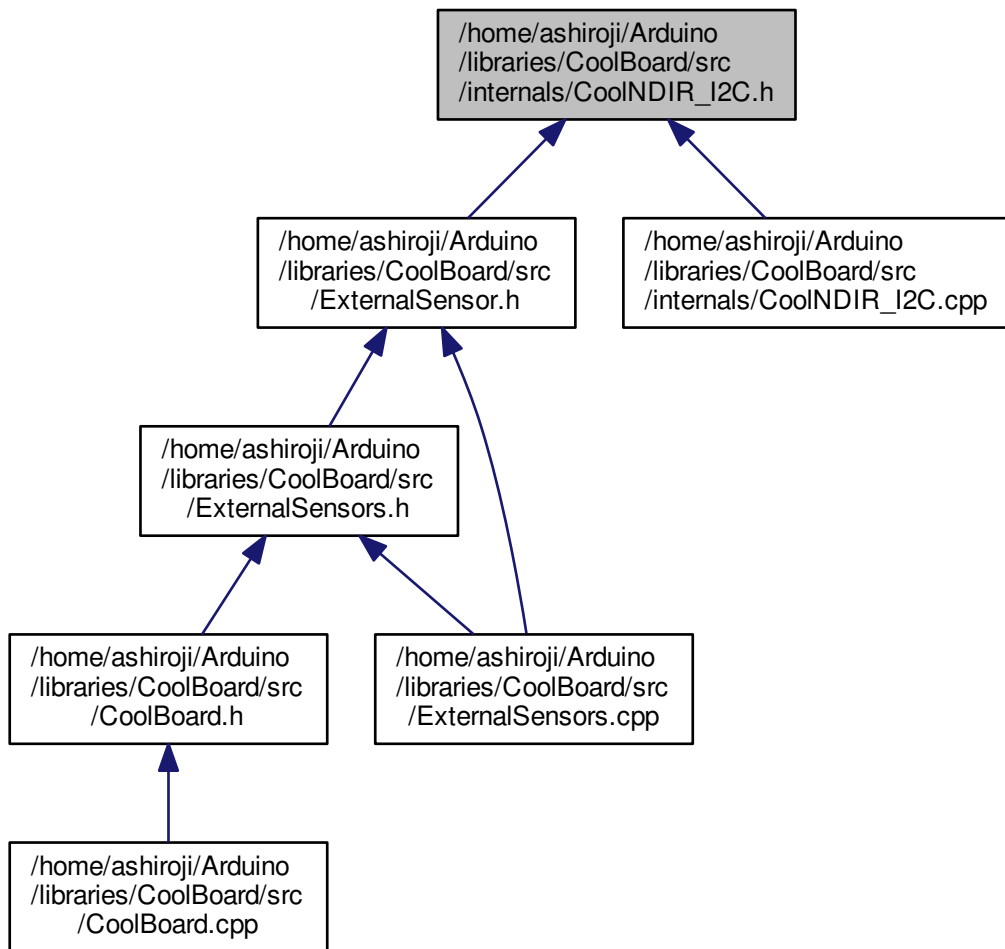 /home/ashiroji/Arduino
/libraries/CoolBoard/src
/internals/CoolNDIR_I2C.h
/home/ashiroji/Arduino
/libraries/CoolBoard/src
/ExternalSensor.h
/home/ashiroji/Arduino
/libraries/CoolBoard/src
/internals/CoolNDIR_I2C.cpp
/home/ashiroji/Arduino
/libraries/CoolBoard/src
/ExternalSensors.h
/home/ashiroji/Arduino
/libraries/CoolBoard/src
/CoolBoard.h
/home/ashiroji/Arduino
/libraries/CoolBoard/src
/ExternalSensors.cpp
/home/ashiroji/Arduino
/libraries/CoolBoard/src
/CoolBoard.cpp